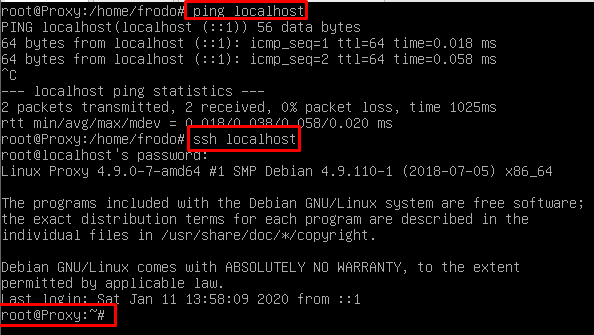 root@Proxy:/home/frodo# ping localhost
PING localhost(localhost (::1)) 56 data bytes
64 bytes from localhost (::1): icmp_seq=1 ttl=64 time=0.018 ms
64 bytes from localhost (::1): icmp_seq=2 ttl=64 time=0.058 ms
^C
--- localhost ping statistics ---
2 packets transmitted, 2 received, 0% packet loss, time 1025ms
rtt min/avg/max/mdev = 0.018/0.038/0.058/0.020 ms
root@Proxy:/home/frodo# ssh localhost
root@localhost's password:
Linux Proxy 4.9.0-7-amd64 #1 SMP Debian 4.9.110-1 (2018-07-05) x86_64
The programs included with the Debian GNU/Linux system are free software;
the exact distribution terms for each program are described in the
individual files in /usr/share/doc/*/copyright.
Debian GNU/Linux comes with ABSOLUTELY NO WARRANTY, to the extent
permitted by applicable law.
Last login: Sat Jan 11 13:58:09 2020 from ::1
root@Proxy:~#